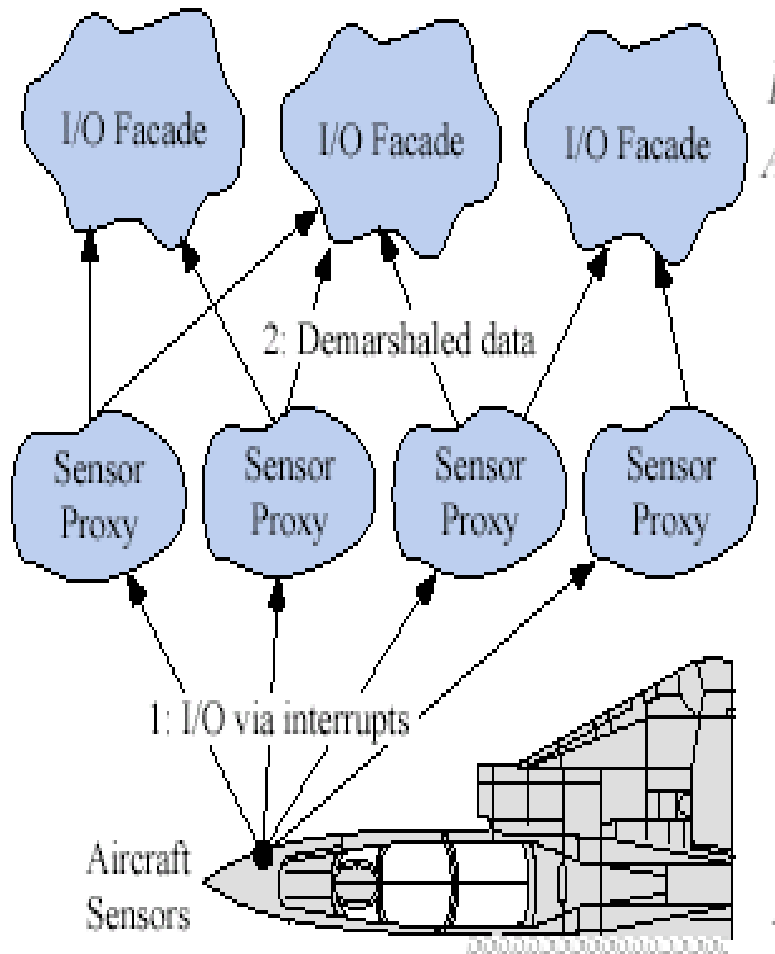 I/O Facade
I/O Facade
I/O Facade
2: Demarshaled data
Sensor
Proxy
Sensor
Proxy
Sensor
Proxy
Sensor
Proxy
1: I/O via interrupts
Aircraft
Sensors